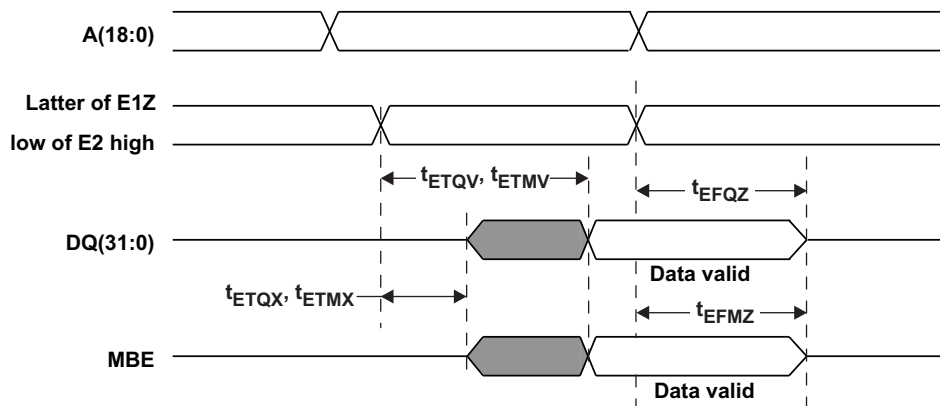 A(18:0)
Latter of E1Z
low of E2 high
tETQV, tETMV
tEFQZ
DQ(31:0)
Data valid
tETQX, tETMX
tEFMZ
MBE
Data valid